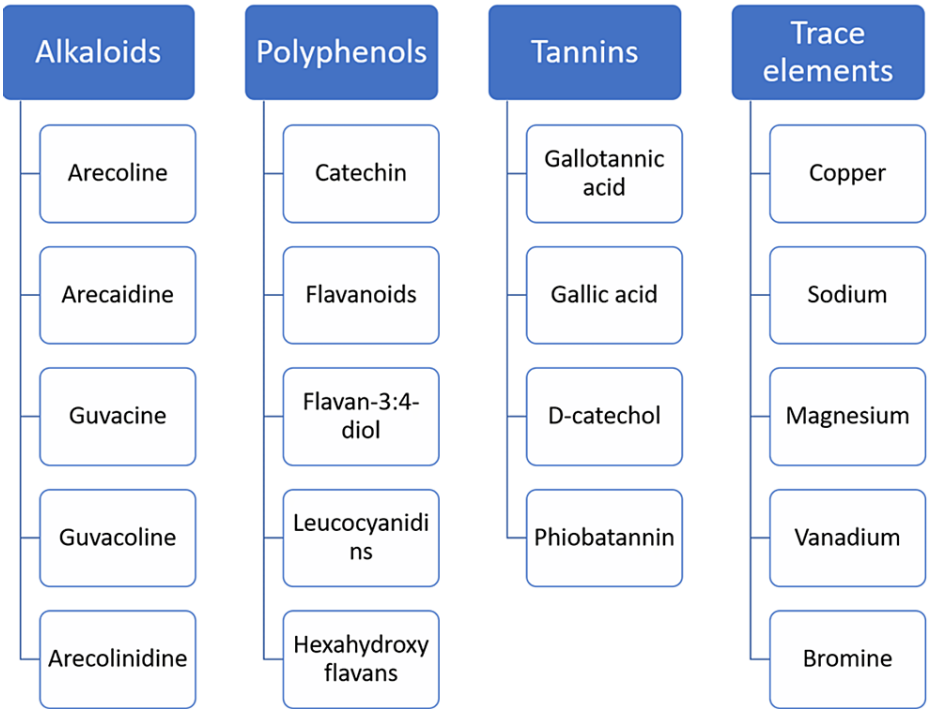 Alkaloids
Arecoline
Arecaidine
Guvacine
Guvacoline
Arecolinidine
Polyphenols
Catechin
Flavanoids
Flavan-3:4-
diol
Leucocyanidi
ns
Hexahydroxy
flavans
Tannins
Gallotannic
acid
Gallic acid
D-catechol
Phiobatannin
Trace
elements
Copper
Sodium
Magnesium
Vanadium
Bromine